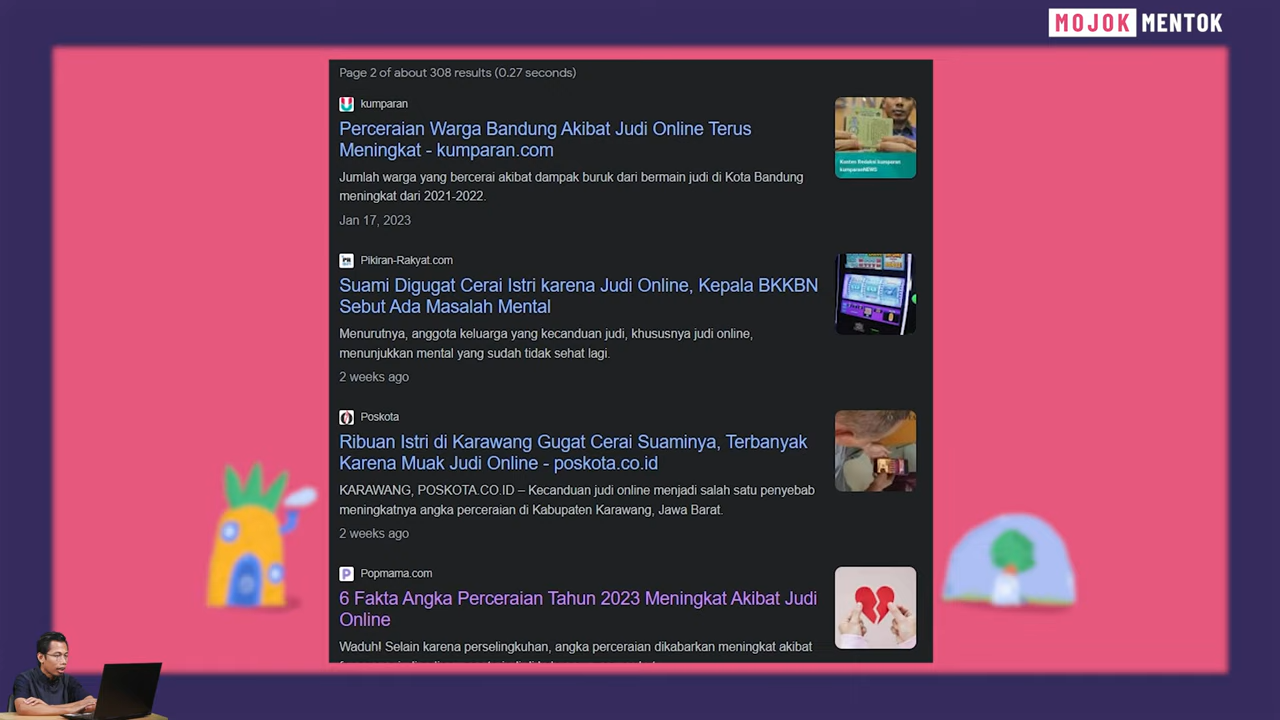 MOJOK MENTOK
Page 2 of about 308 results (0.27 seconds)
kumparan
Perceraian Warga Bandung Akibat Judi Online Terus
Meningkat - kumparan.com
Jumlah warga yang bercerai akibat dampak buruk dari bermain judi di Kota Bandung
meningkat dari 2021-2022.
Jan 17, 2023
Konten Redaksi kumparan
kumparanNEWS
Pikiran-Rakyat.com
Suami Digugat Cerai Istri karena Judi Online, Kepala BKKBN
Sebut Ada Masalah Mental
Menurutnya, anggota keluarga yang kecanduan judi, khususnya judi online,
menunjukkan mental yang sudah tidak sehat lagi.
2 weeks ago
Poskota
Ribuan Istri di Karawang Gugat Cerai Suaminya, Terbanyak
Karena Muak Judi Online - poskota.co.id
KARAWANG, POSKOTA.CO.ID – Kecanduan judi online menjadi salah satu penyebab
meningkatnya angka perceraian di Kabupaten Karawang, Jawa Barat.
2 weeks ago
Popmama.com
6 Fakta Angka Perceraian Tahun 2023 Meningkat Akibat Judi
Online
Waduh! Selain karena perselingkuhan, angka perceraian dikabarkan meningkat akibat